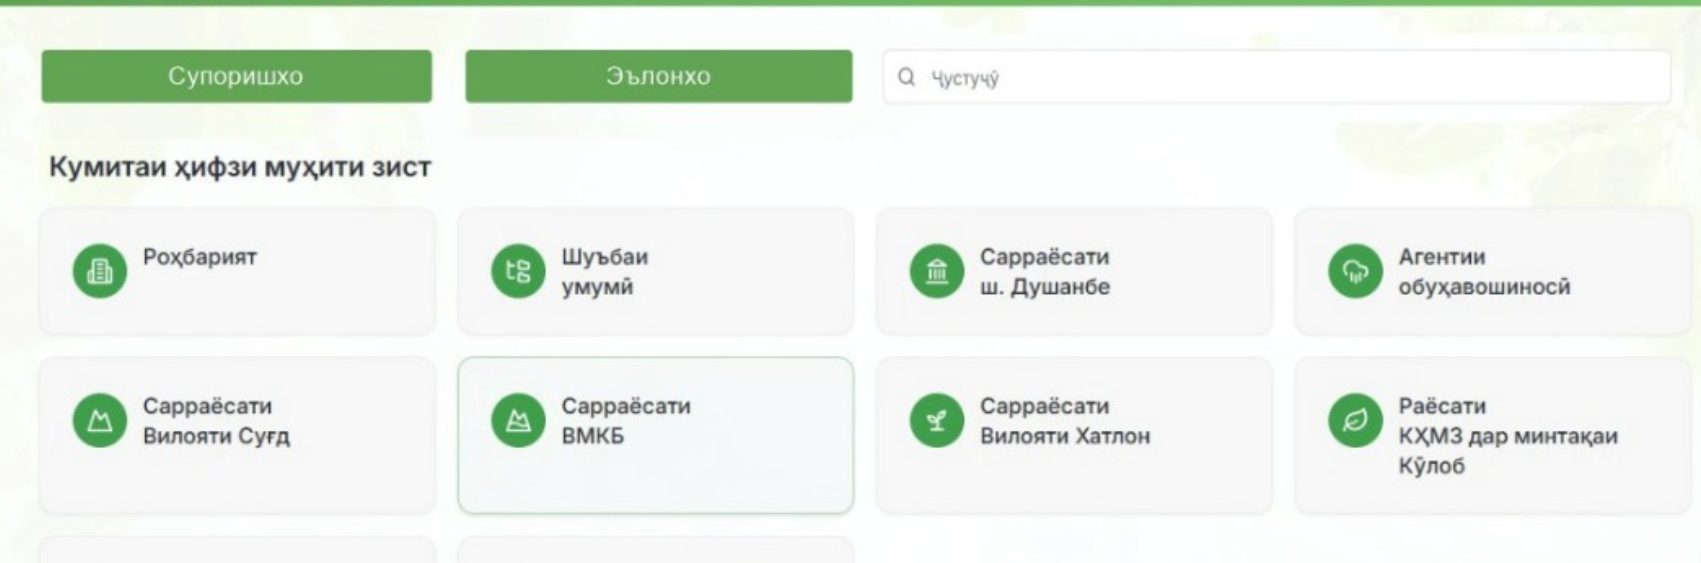 Супоришхо
Эълонхо
Ҷустуҷӯ
Кумитаи ҳифзи муҳити зист
Роҳбарият
Шуъбаи
умумӣ
Сарраёсати
ш. Душанбе
Агентии
обуҳавошиносӣ
Сарраёсати
Вилояти Суғд
Сарраёсати
ВМКБ
Сарраёсати
Вилояти Хатлон
Раёсати
КҲМЗ дар минтақаи
Кӯлоб